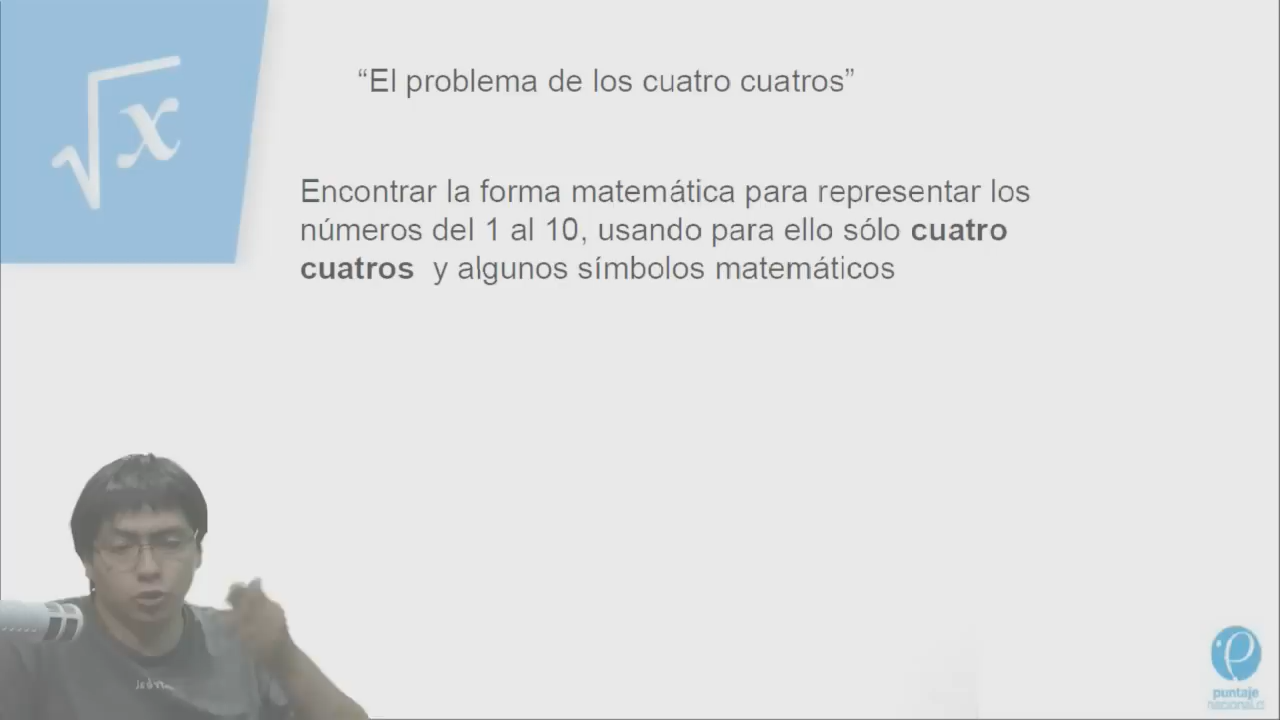 √x
“El problema de los cuatro cuatros”
Encontrar la forma matemática para representar los
números del 1 al 10, usando para ello sólo cuatro
cuatros y algunos símbolos matemáticos
puntaje
nacional.cl